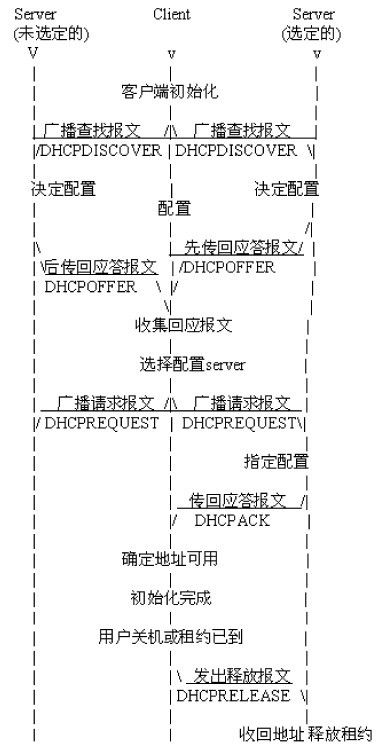 Server Client Server
(未选定的) (选定的)
V v v
客户端初始化
广播查找报文 /\ 广播查找报文
/DHCPDISCOVER | DHCPDISCOVER \
决定配置 决定配置
配置
先传回应答报文/
\后传回应答报文 /DHCPOFFER
DHCPOFFER \ /
收集回应报文
选择配置server
广播请求报文 /\ 广播请求报文
/ DHCPREQUEST | DHCPREQUEST\
指定配置
传回应答报文 /
/ DHCPACK
确定地址可用
初始化完成
用户关机或租约已到
\ 发出释放报文
DHCPRELEASE \
收回地址 释放租约